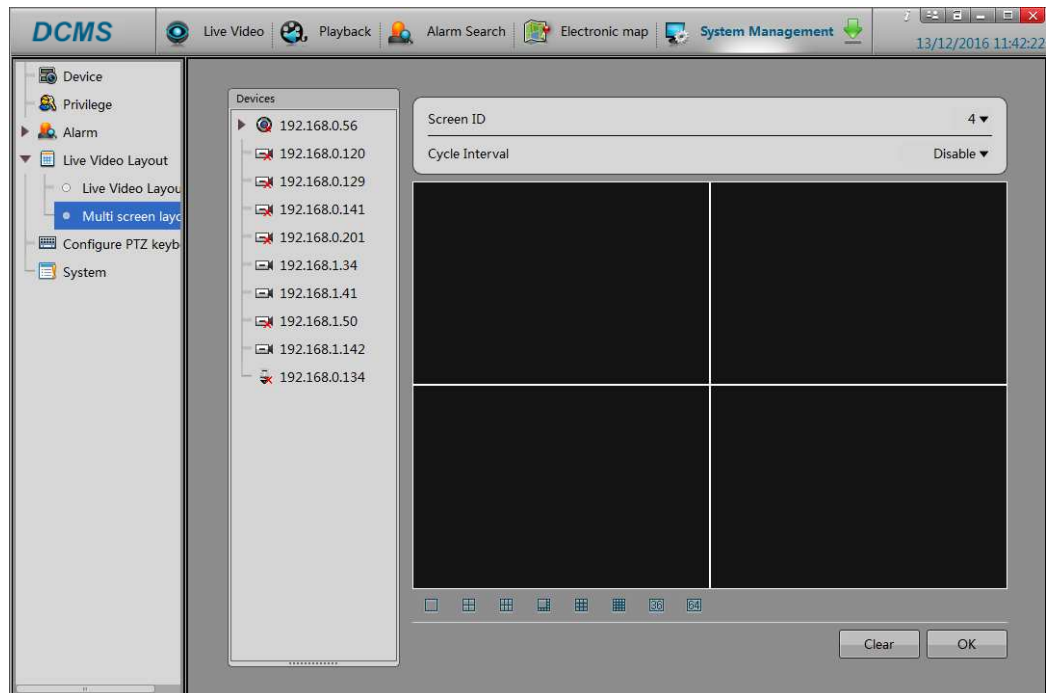 DCMS
Live Video
Playback
Alarm Search
Electronic map
System Management
13/12/2016 11:42:22
Device
Privilege
Alarm
Live Video Layout
Live Video Layou
Multi screen layo
Configure PTZ keyb
System
Devices
192.168.0.56
192.168.0.120
192.168.0.129
192.168.0.141
192.168.0.201
192.168.1.34
192.168.1.41
192.168.1.50
192.168.1.142
192.168.0.134
Screen ID 4
Cycle Interval Disable
36
64
Clear
OK